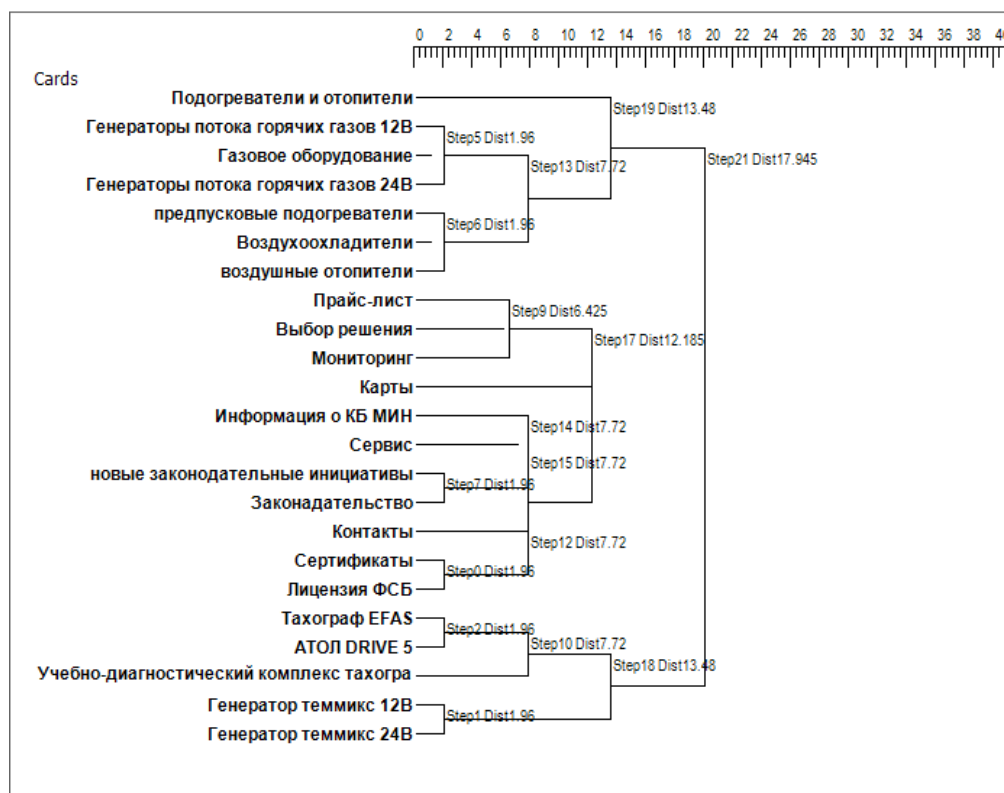 0 2 4 6 8 10 12 14 16 18 20 22 24 26 28 30 32 34 36 38 40
Cards
Подогреватели и отопители
Step19 Dist13.48
Генераторы потока горячих газов 12В
Step5 Dist1.96
Газовое оборудование
Step13 Dist7.72
Step21 Dist17.945
Генераторы потока горячих газов 24В
предпусковые подогреватели
Step6 Dist1.96
Воздухоохладители
воздушные отопители
Прайс-лист
Step9 Dist6.425
Выбор решения
Step17 Dist12.185
Мониторинг
Карты
Информация о КБ МИН
Step14 Dist7.72
Сервис
Step15 Dist7.72
новые законодательные инициативы
Step7 Dist1.96
Законадательство
Контакты
Step12 Dist7.72
Сертификаты
Step0 Dist1.96
Лицензия ФСБ
Тахограф EFAS
Step2 Dist1.96
АТОЛ DRIVE 5
Step10 Dist7.72
Учебно-диагностический комплекс тахогра
Step18 Dist13.48
Генератор теммикс 12В
Step1 Dist1.96
Генератор теммикс 24В